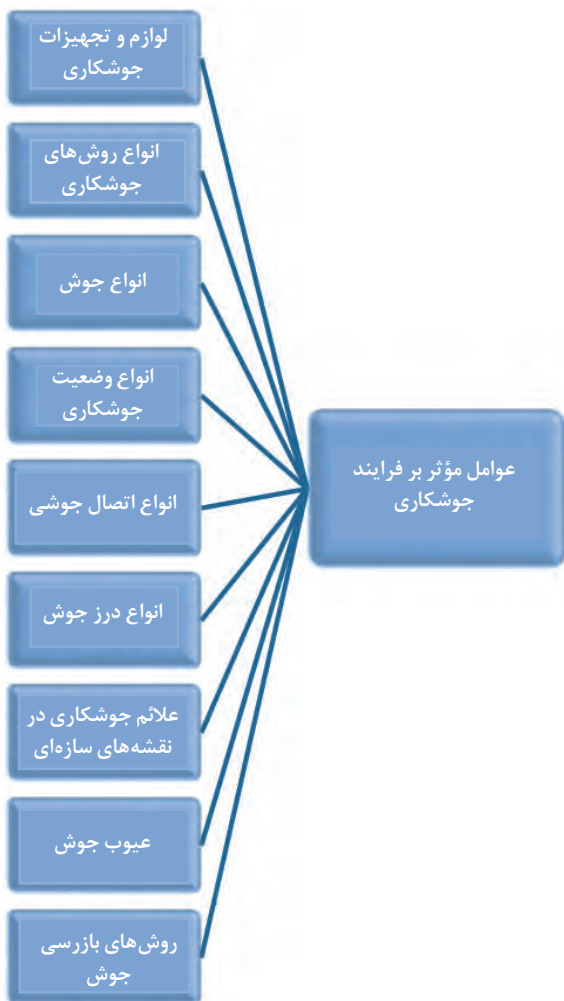 عوامل مؤثر بر فرایند
جوشکاری
لوازم و تجهیزات
جوشکاری
انواع روش‌های
جوشکاری
انواع جوش
انواع وضعیت
جوشکاری
انواع اتصال جوشی
انواع درز جوش
علائم جوشکاری در
نقشه‌های سازه‌ای
عیوب جوش
روش‌های بازرسی
جوش